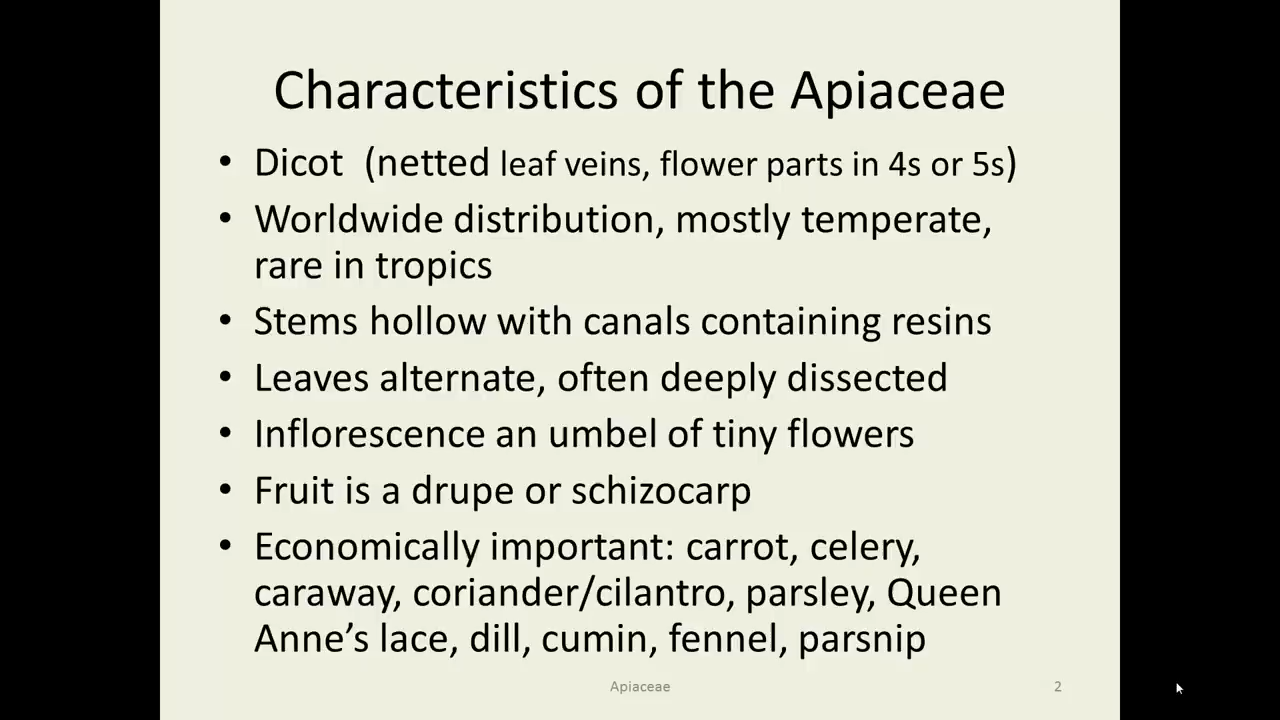 Characteristics of the Apiaceae
• Dicot (netted leaf veins, flower parts in 4s or 5s)
• Worldwide distribution, mostly temperate,
rare in tropics
• Stems hollow with canals containing resins
• Leaves alternate, often deeply dissected
• Inflorescence an umbel of tiny flowers
• Fruit is a drupe or schizocarp
• Economically important: carrot, celery,
caraway, coriander/cilantro, parsley, Queen
Anne’s lace, dill, cumin, fennel, parsnip
Apiaceae
2